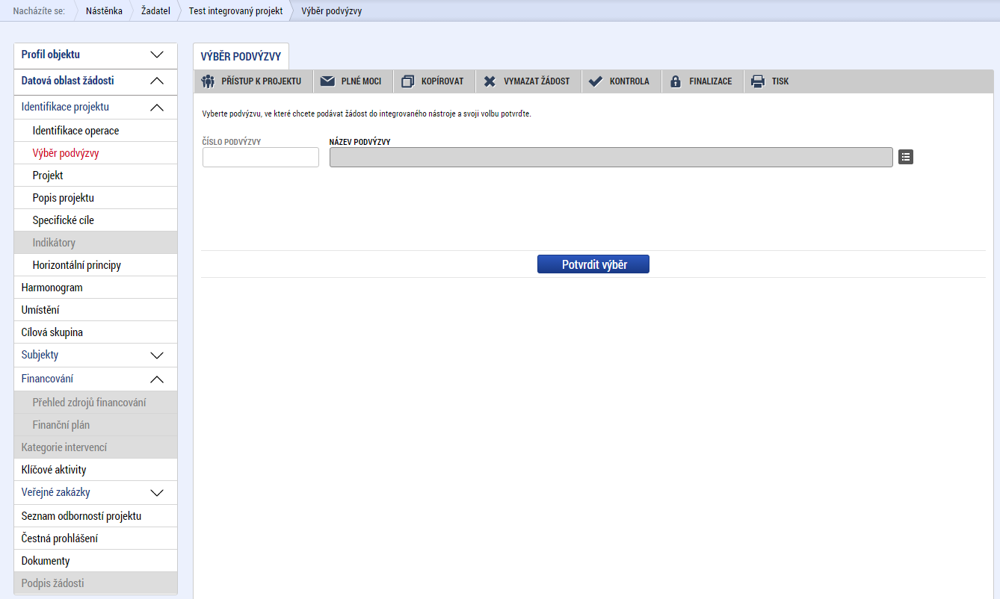 Nacházíte se: Nástěnka Žadatel Test integrovaný projekt Výběr podvýzvy
Profil objektu
Datová oblast žádosti
Identifikace projektu
Identifikace operace
Výběr podvýzvy
Projekt
Popis projektu
Specifické cíle
Indikátory
Horizontální principy
Harmonogram
Umístění
Cílová skupina
Subjekty
Financování
Přehled zdrojů financování
Finanční plán
Kategorie intervencí
Klíčové aktivity
Veřejné zakázky
Seznam odborností projektu
Čestná prohlášení
Dokumenty
Podpis žádosti
VÝBĚR PODVÝZVY
PŘÍSTUP K PROJEKTU PLNÉ MOCI KOPÍROVAT VYMAZAT ŽÁDOST KONTROLA FINALIZACE TISK
Vyberte podvýzvu, ve které chcete podávat žádost do integrovaného nástroje a svoji volbu potvrďte.
ČÍSLO PODVÝZVY NÁZEV PODVÝZVY
Potvrdit výběr